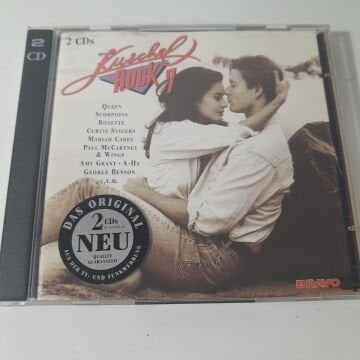 2 CD
2 CDs
Kuschel
ROCK 7
QUEEN
SCORPIONS
ROXETTE
CURTIS STIGERS
MARIAH CAREY
PAUL MCCARTNEY
& WINGS
AMY GRANT · A-HA
GEORGE BENSON
U.V.M.
DAS ORIGINAL
2
CDs
NEU
QUALITY
GUARANTEED
AUS DER TV- UND FUNKWERBUNG
BRAVO